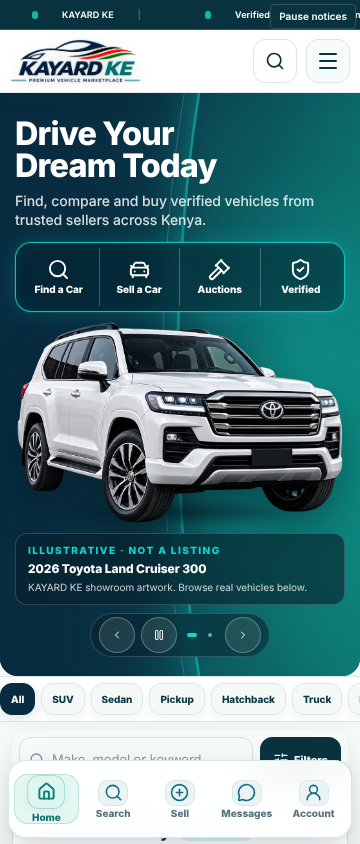 KAYARD KE
Verified
Pause notices
KAYARD KE
PREMIUM VEHICLE MARKETPLACE
Drive Your
Dream Today
Find, compare and buy verified vehicles from
trusted sellers across Kenya.
Find a Car
Sell a Car
Auctions
Verified
ILLUSTRATIVE · NOT A LISTING
2026 Toyota Land Cruiser 300
KAYARD KE showroom artwork. Browse real vehicles below.
All
SUV
Sedan
Pickup
Hatchback
Truck
Make, model or keyword
Filters
Home
Search
Sell
Messages
Account